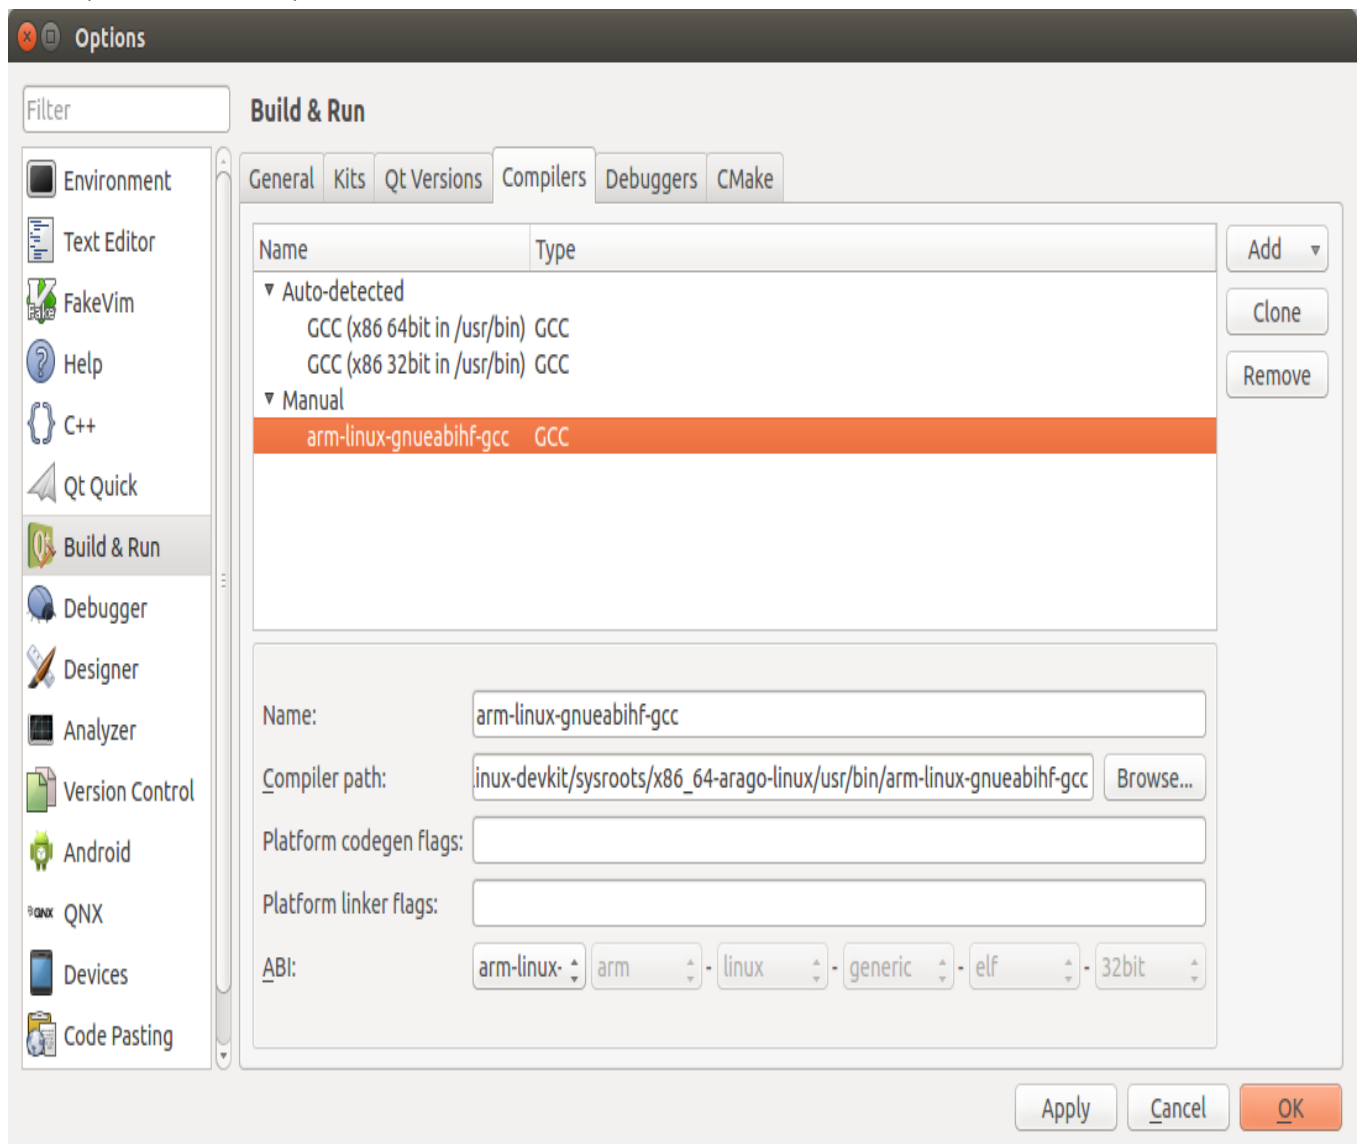 Options
Filter
Build & Run
Environment
Text Editor
FakeVim
Help
C++
Qt Quick
Build & Run
Debugger
Designer
Analyzer
Version Control
Android
QNX
Devices
Code Pasting
General Kits Qt Versions Compilers Debuggers CMake
Name Type
Auto-detected
GCC (x86 64bit in /usr/bin) GCC
GCC (x86 32bit in /usr/bin) GCC
Manual
arm-linux-gnueabihf-gcc GCC
Add
Clone
Remove
Name: arm-linux-gnueabihf-gcc
Compiler path: inux-devkit/sysroots/x86_64-arago-linux/usr/bin/arm-linux-gnueabihf-gcc Browse...
Platform codegen flags:
Platform linker flags:
ABI: arm-linux- arm - linux - generic - elf - 32bit
Apply Cancel OK